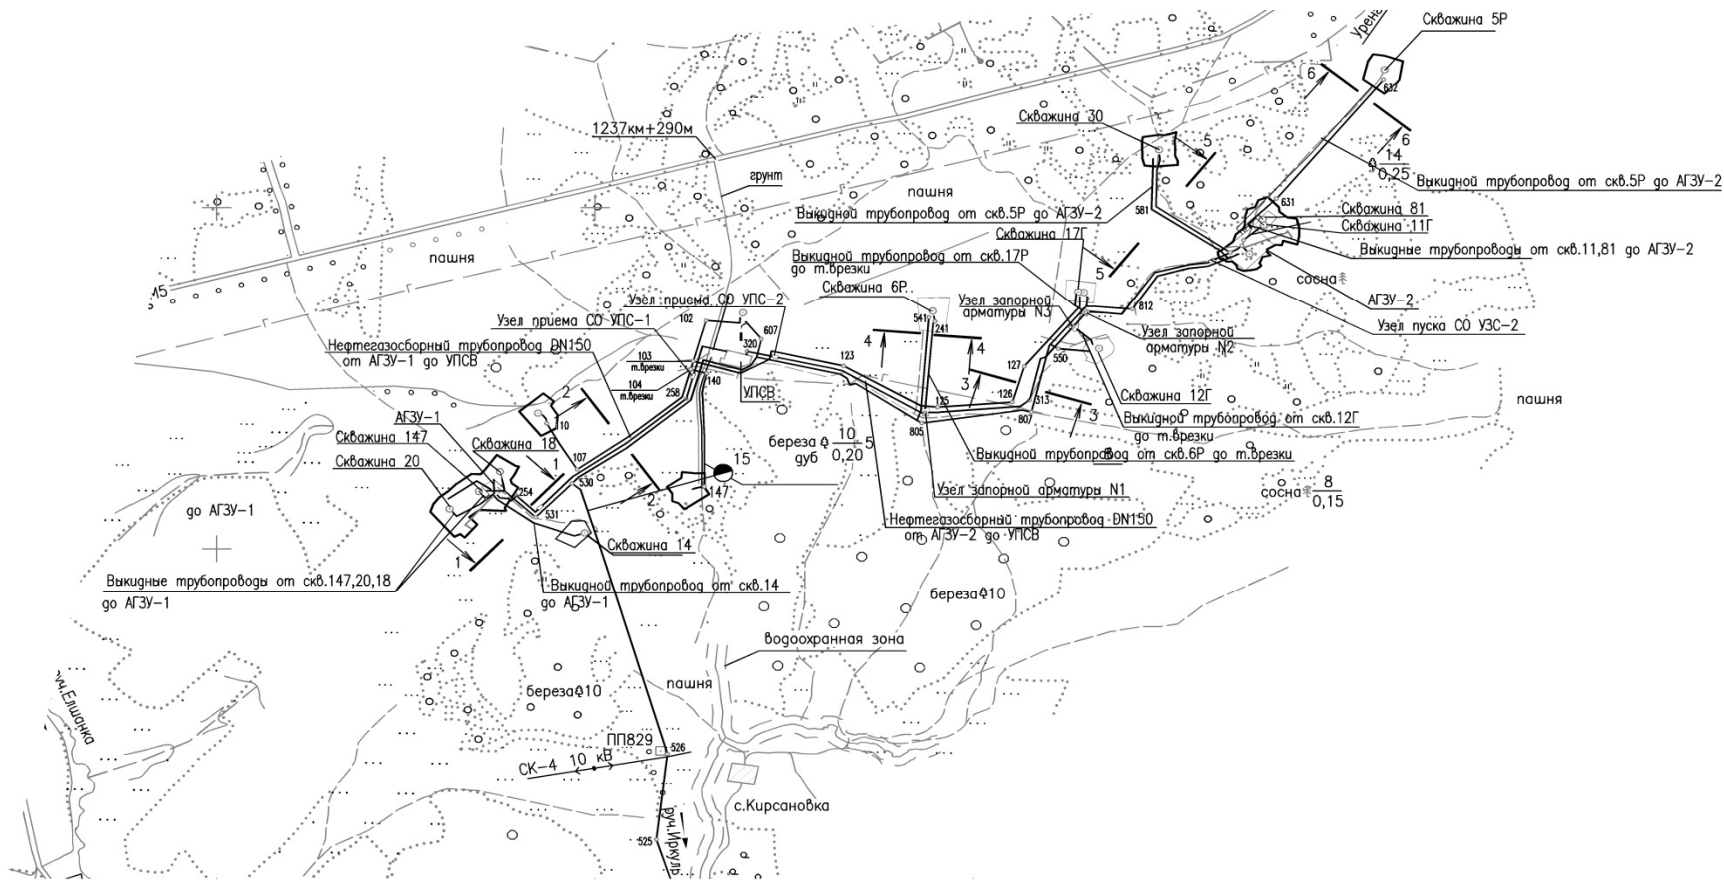 Скважина 5Р
6
632
1237км+290м
Скважина 30
5
6
14
0,25
грунт
пашня
Выкидной трубопровод от скв.5Р до АГЗУ-2
631
Скважина 81
Скважина 11Г
Выкидной трубопровод от скв.5Р до АГЗУ-2
581
Скважина 17Г
Выкидные трубопроводы от скв.11,81 до АГЗУ-2
пашня
Выкидной трубопровод от скв.17Р
до т.врезки
5
сосна
Скважина 6Р
М5
Узел приема СО УПС-2
Узел запорной
арматуры N3
АГЗУ-2
812
Узел приема СО УПС-1
102
607
541
241
Узел запорной
арматуры N2
Узел пуска СО УЗС-2
Нефтегазосборный трубопровод DN150
от АГЗУ-1 до УПСВ
320
4
4
103
т.врезки
123
127
550
104
т.врезки
140
258
УПСВ
3
2
126
313
Скважина 12Г
пашня
АГЗУ-1
110
125
807
3
Выкидной трубопровод от скв.12Г
до т.врезки
805
Скважина 147
Скважина 18
береза
дуб
10
0,20
5
Скважина 20
1
107
15
Выкидной трубопровод от скв.6Р до т.врезки
530
254
2
147
Узел запорной арматуры N1
сосна
8
0,15
до АГЗУ-1
531
Нефтегазосборный трубопровод DN150
от АГЗУ-2 до УПСВ
Скважина 14
1
Выкидные трубопроводы от скв.147,20,18
до АГЗУ-1
Выкидной трубопровод от скв.14
до АГЗУ-1
береза 10
водоохранная зона
пашня
береза 10
руч.Елшанка
ПП829
526
СК-4 10 кВ
с.Кирсановка
525
руч.Иркуль